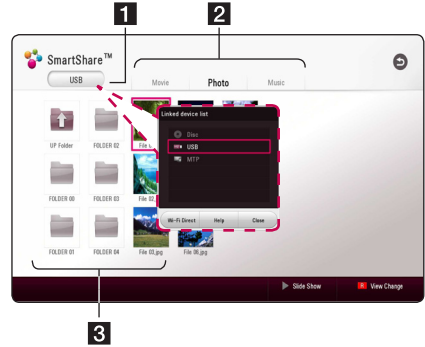 1
2
SmartShare™
USB
Movie
Photo
Music
Linked device list
Disc
USB
MTP
Wi-Fi Direct
Help
Close
UP Folder
FOLDER 02
FOLDER 00
FOLDER 03
File 02.
FOLDER 01
FOLDER 04
File 03.jpg
File 06.jpg
Slide Show
R
View Change
3